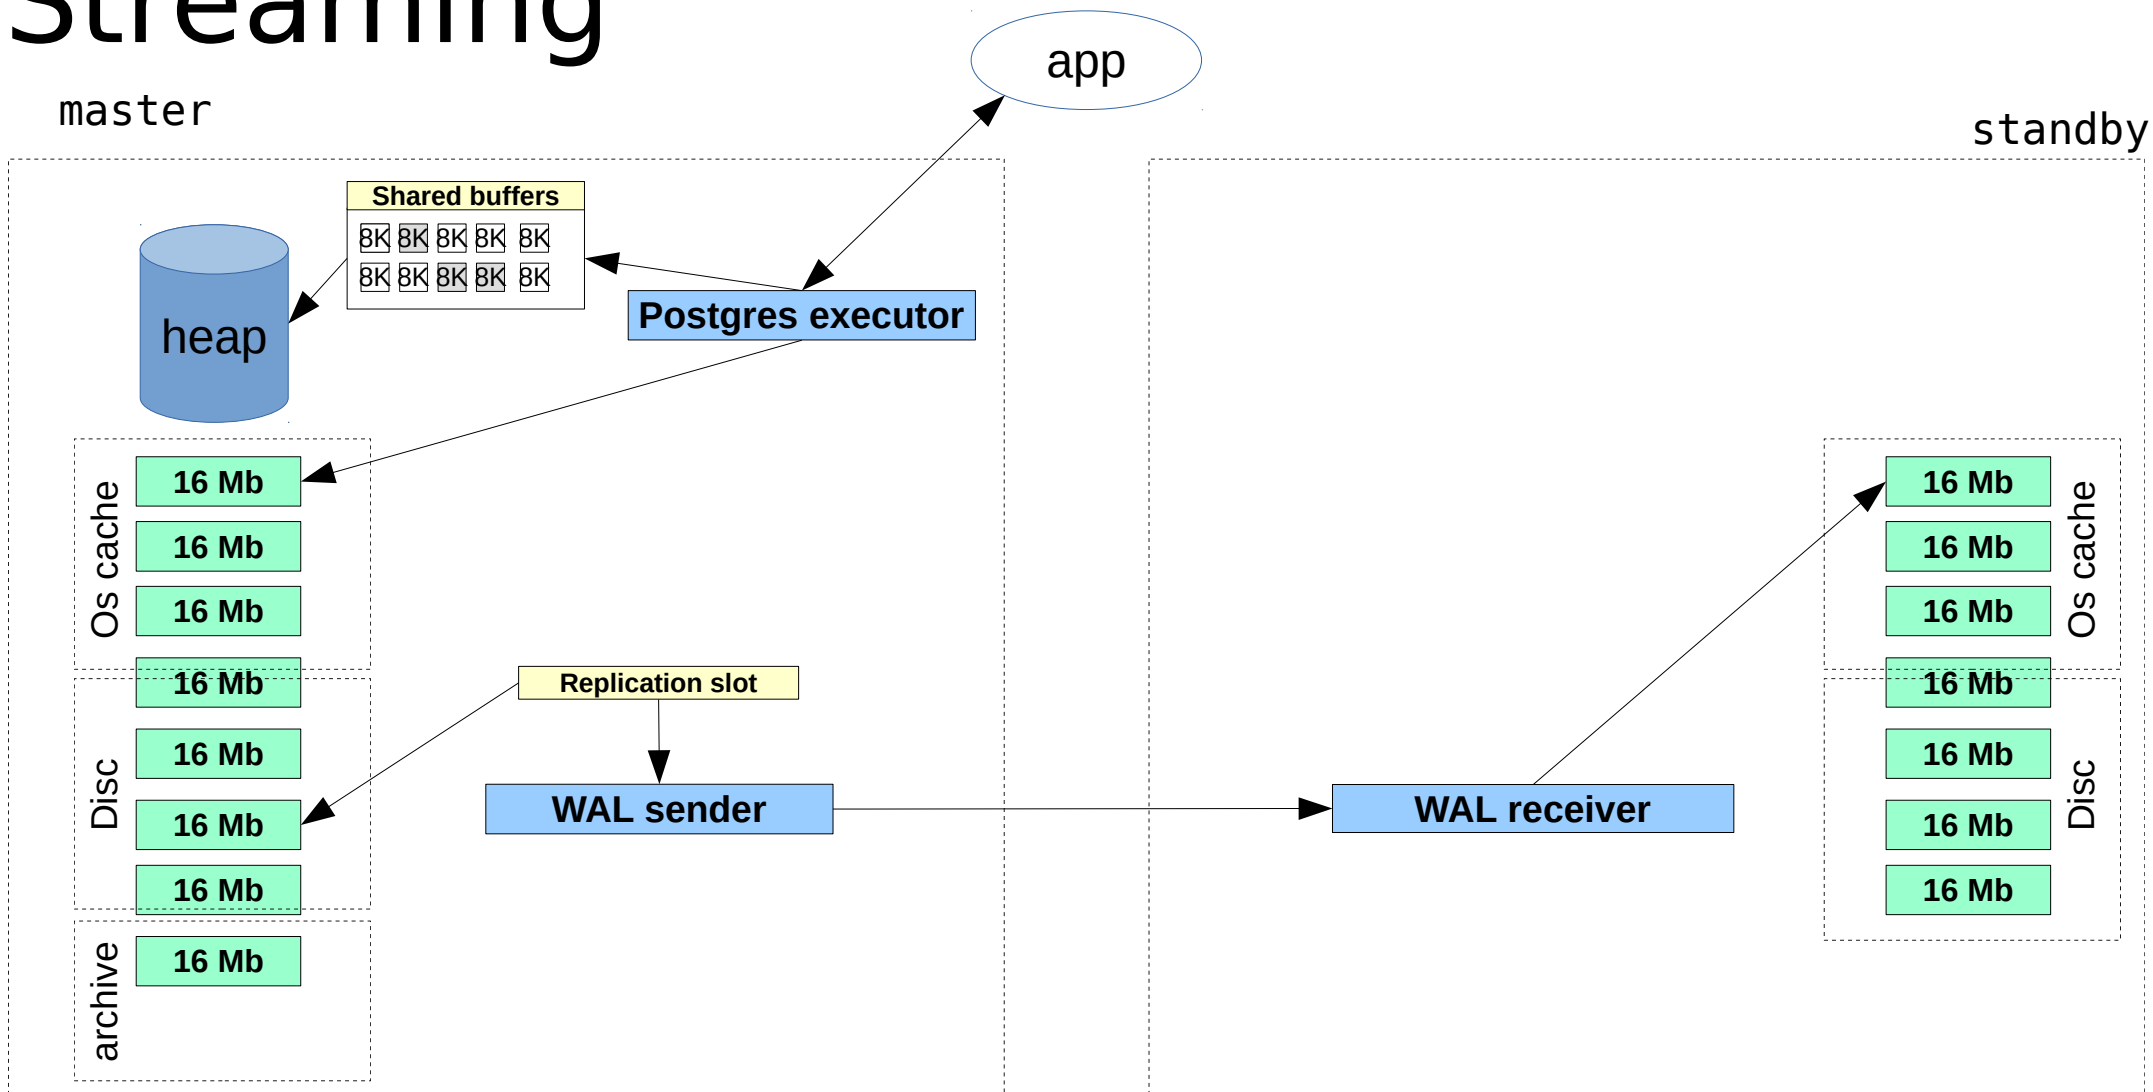 Streaming
app
master
standby
Shared buffers
8K 8K 8K 8K 8K
8K 8K 8K 8K 8K
Postgres executor
heap
Os cache
16 Mb
16 Mb
16 Mb
16 Mb
Disc
16 Mb
16 Mb
16 Mb
archive
16 Mb
Replication slot
WAL sender
WAL receiver
16 Mb
16 Mb
16 Mb
Os cache
16 Mb
16 Mb
16 Mb
16 Mb
Disc